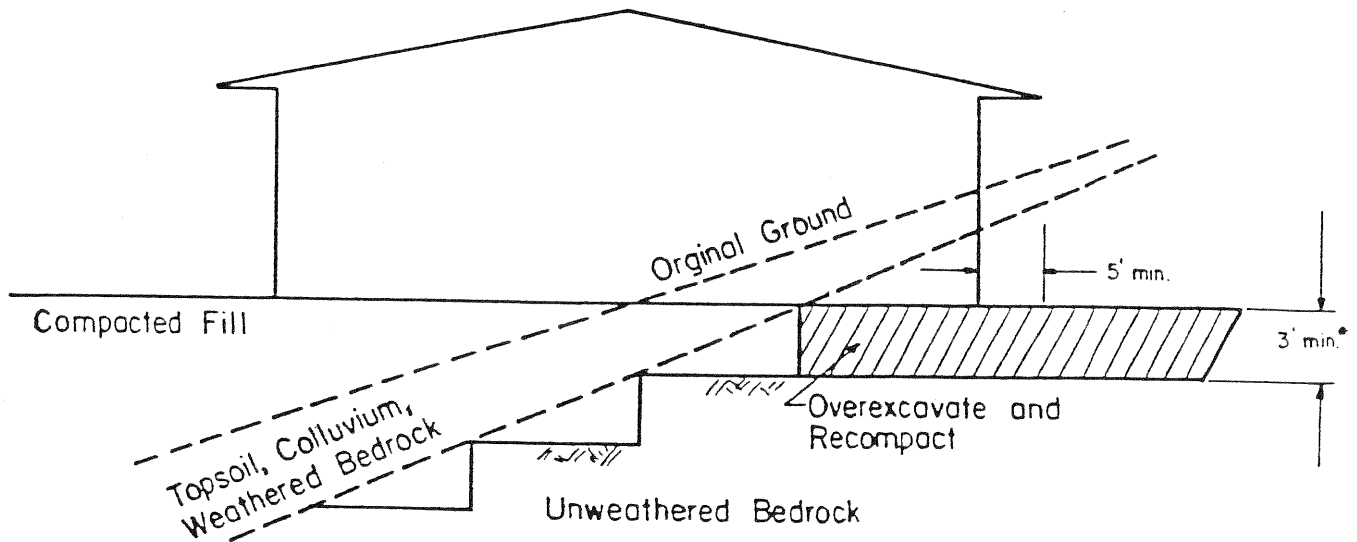 Orginal Ground
5' min.
Compacted Fill
3' min.*
Topsoil, Colluvium,
Weathered Bedrock
Overexcavate and
Recompact
Unweathered Bedrock